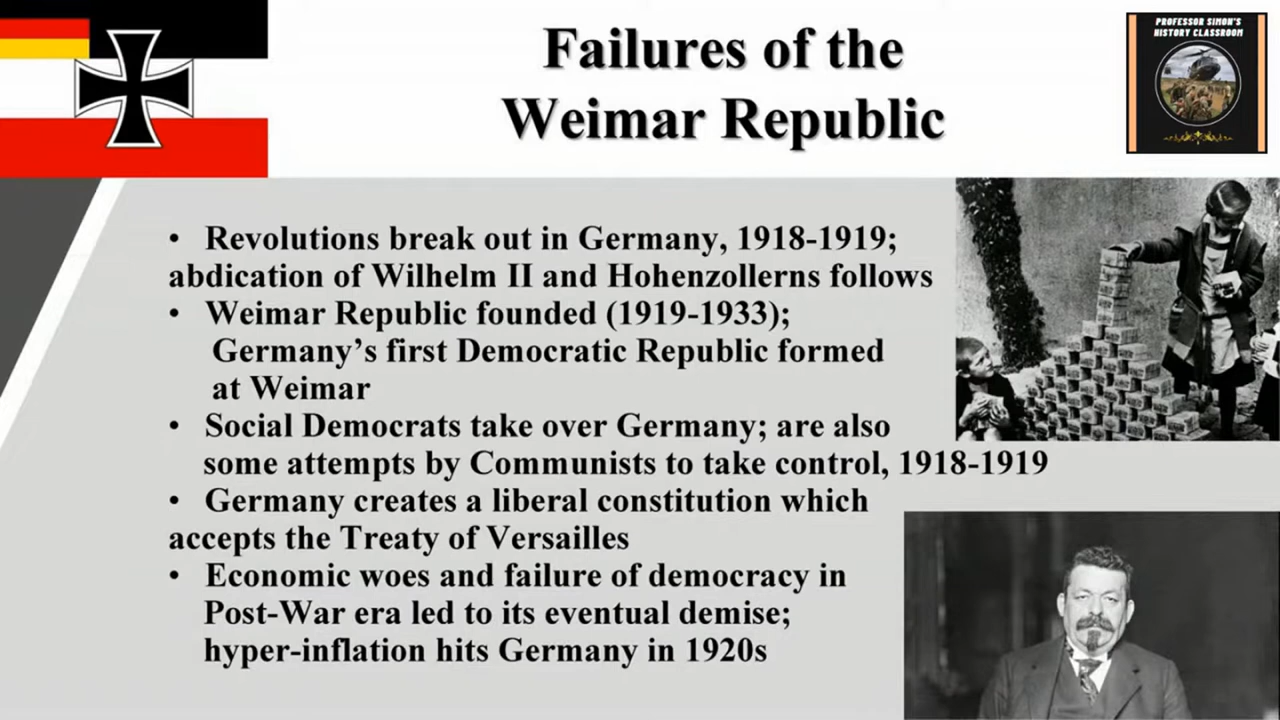 Failures of the
Weimar Republic
PROFESSOR SIMON'S
HISTORY CLASSROOM
• Revolutions break out in Germany, 1918-1919;
abdication of Wilhelm II and Hohenzollerns follows
• Weimar Republic founded (1919-1933);
Germany’s first Democratic Republic formed
at Weimar
• Social Democrats take over Germany; are also
some attempts by Communists to take control, 1918-1919
• Germany creates a liberal constitution which
accepts the Treaty of Versailles
• Economic woes and failure of democracy in
Post-War era led to its eventual demise;
hyper-inflation hits Germany in 1920s